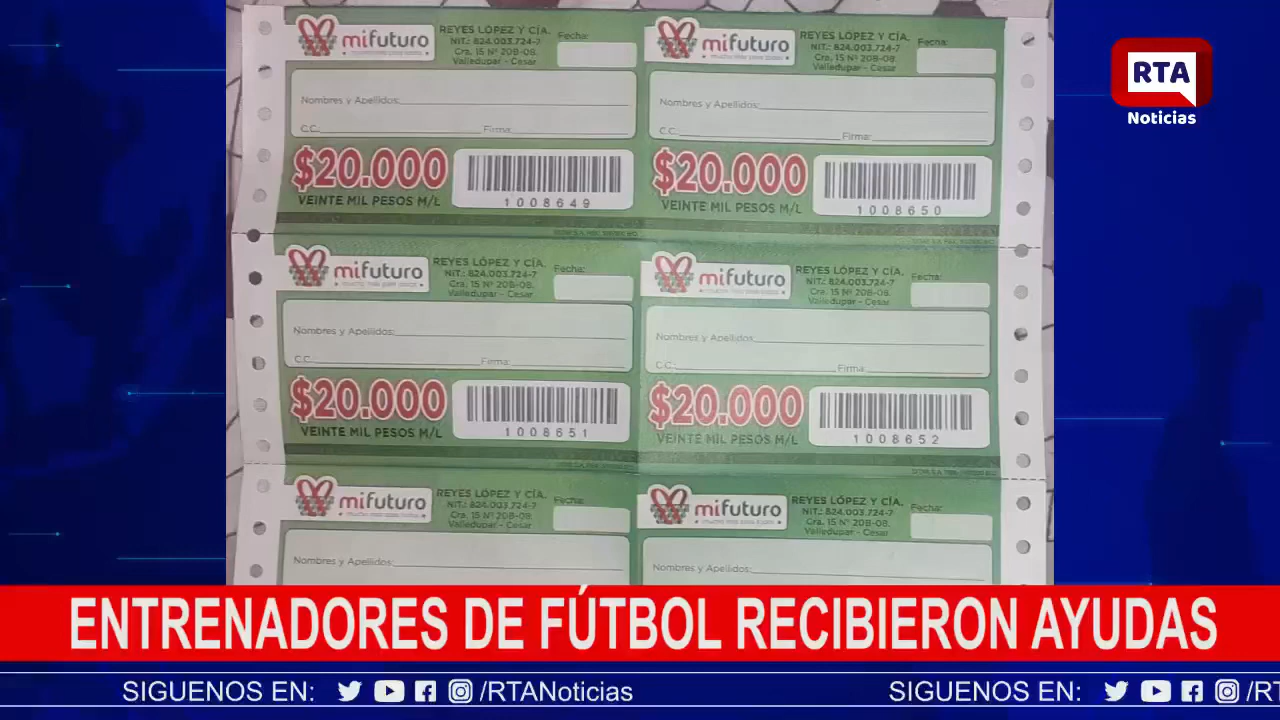 mifuturo
REYES LÓPEZ Y CÍA.
NIT.: 824.003.724-7
Cra. 15 Nº 20B-08.
Valledupar - Cesar
Fecha:
Nombres y Apellidos:
C.C. Firma:
$20.000
VEINTE MIL PESOS M/L
1008649
mifuturo
REYES LÓPEZ Y CÍA.
NIT.: 824.003.724-7
Cra. 15 Nº 20B-08.
Valledupar - Cesar
Fecha:
Nombres y Apellidos:
C.C. Firma:
$20.000
VEINTE MIL PESOS M/L
1008650
RTA
Noticias
mifuturo
REYES LÓPEZ Y CÍA.
NIT.: 824.003.724-7
Cra. 15 Nº 20B-08.
Valledupar - Cesar
Fecha:
Nombres y Apellidos:
C.C. Firma:
$20.000
VEINTE MIL PESOS M/L
1008651
mifuturo
REYES LÓPEZ Y CÍA.
NIT.: 824.003.724-7
Cra. 15 Nº 20B-08.
Valledupar - Cesar
Fecha:
Nombres y Apellidos:
C.C. Firma:
$20.000
VEINTE MIL PESOS M/L
1008652
mifuturo
REYES LÓPEZ Y CÍA.
NIT.: 824.003.724-7
Cra. 15 Nº 20B-08.
Valledupar - Cesar
Fecha:
Nombres y Apellidos:
mifuturo
REYES LÓPEZ Y CÍA.
NIT.: 824.003.724-7
Cra. 15 Nº 20B-08.
Valledupar - Cesar
Fecha:
Nombres y Apellidos:
ENTRENADORES DE FÚTBOL RECIBIERON AYUDAS
SIGUENOS EN: /RTANoticias SIGUENOS EN: /RT